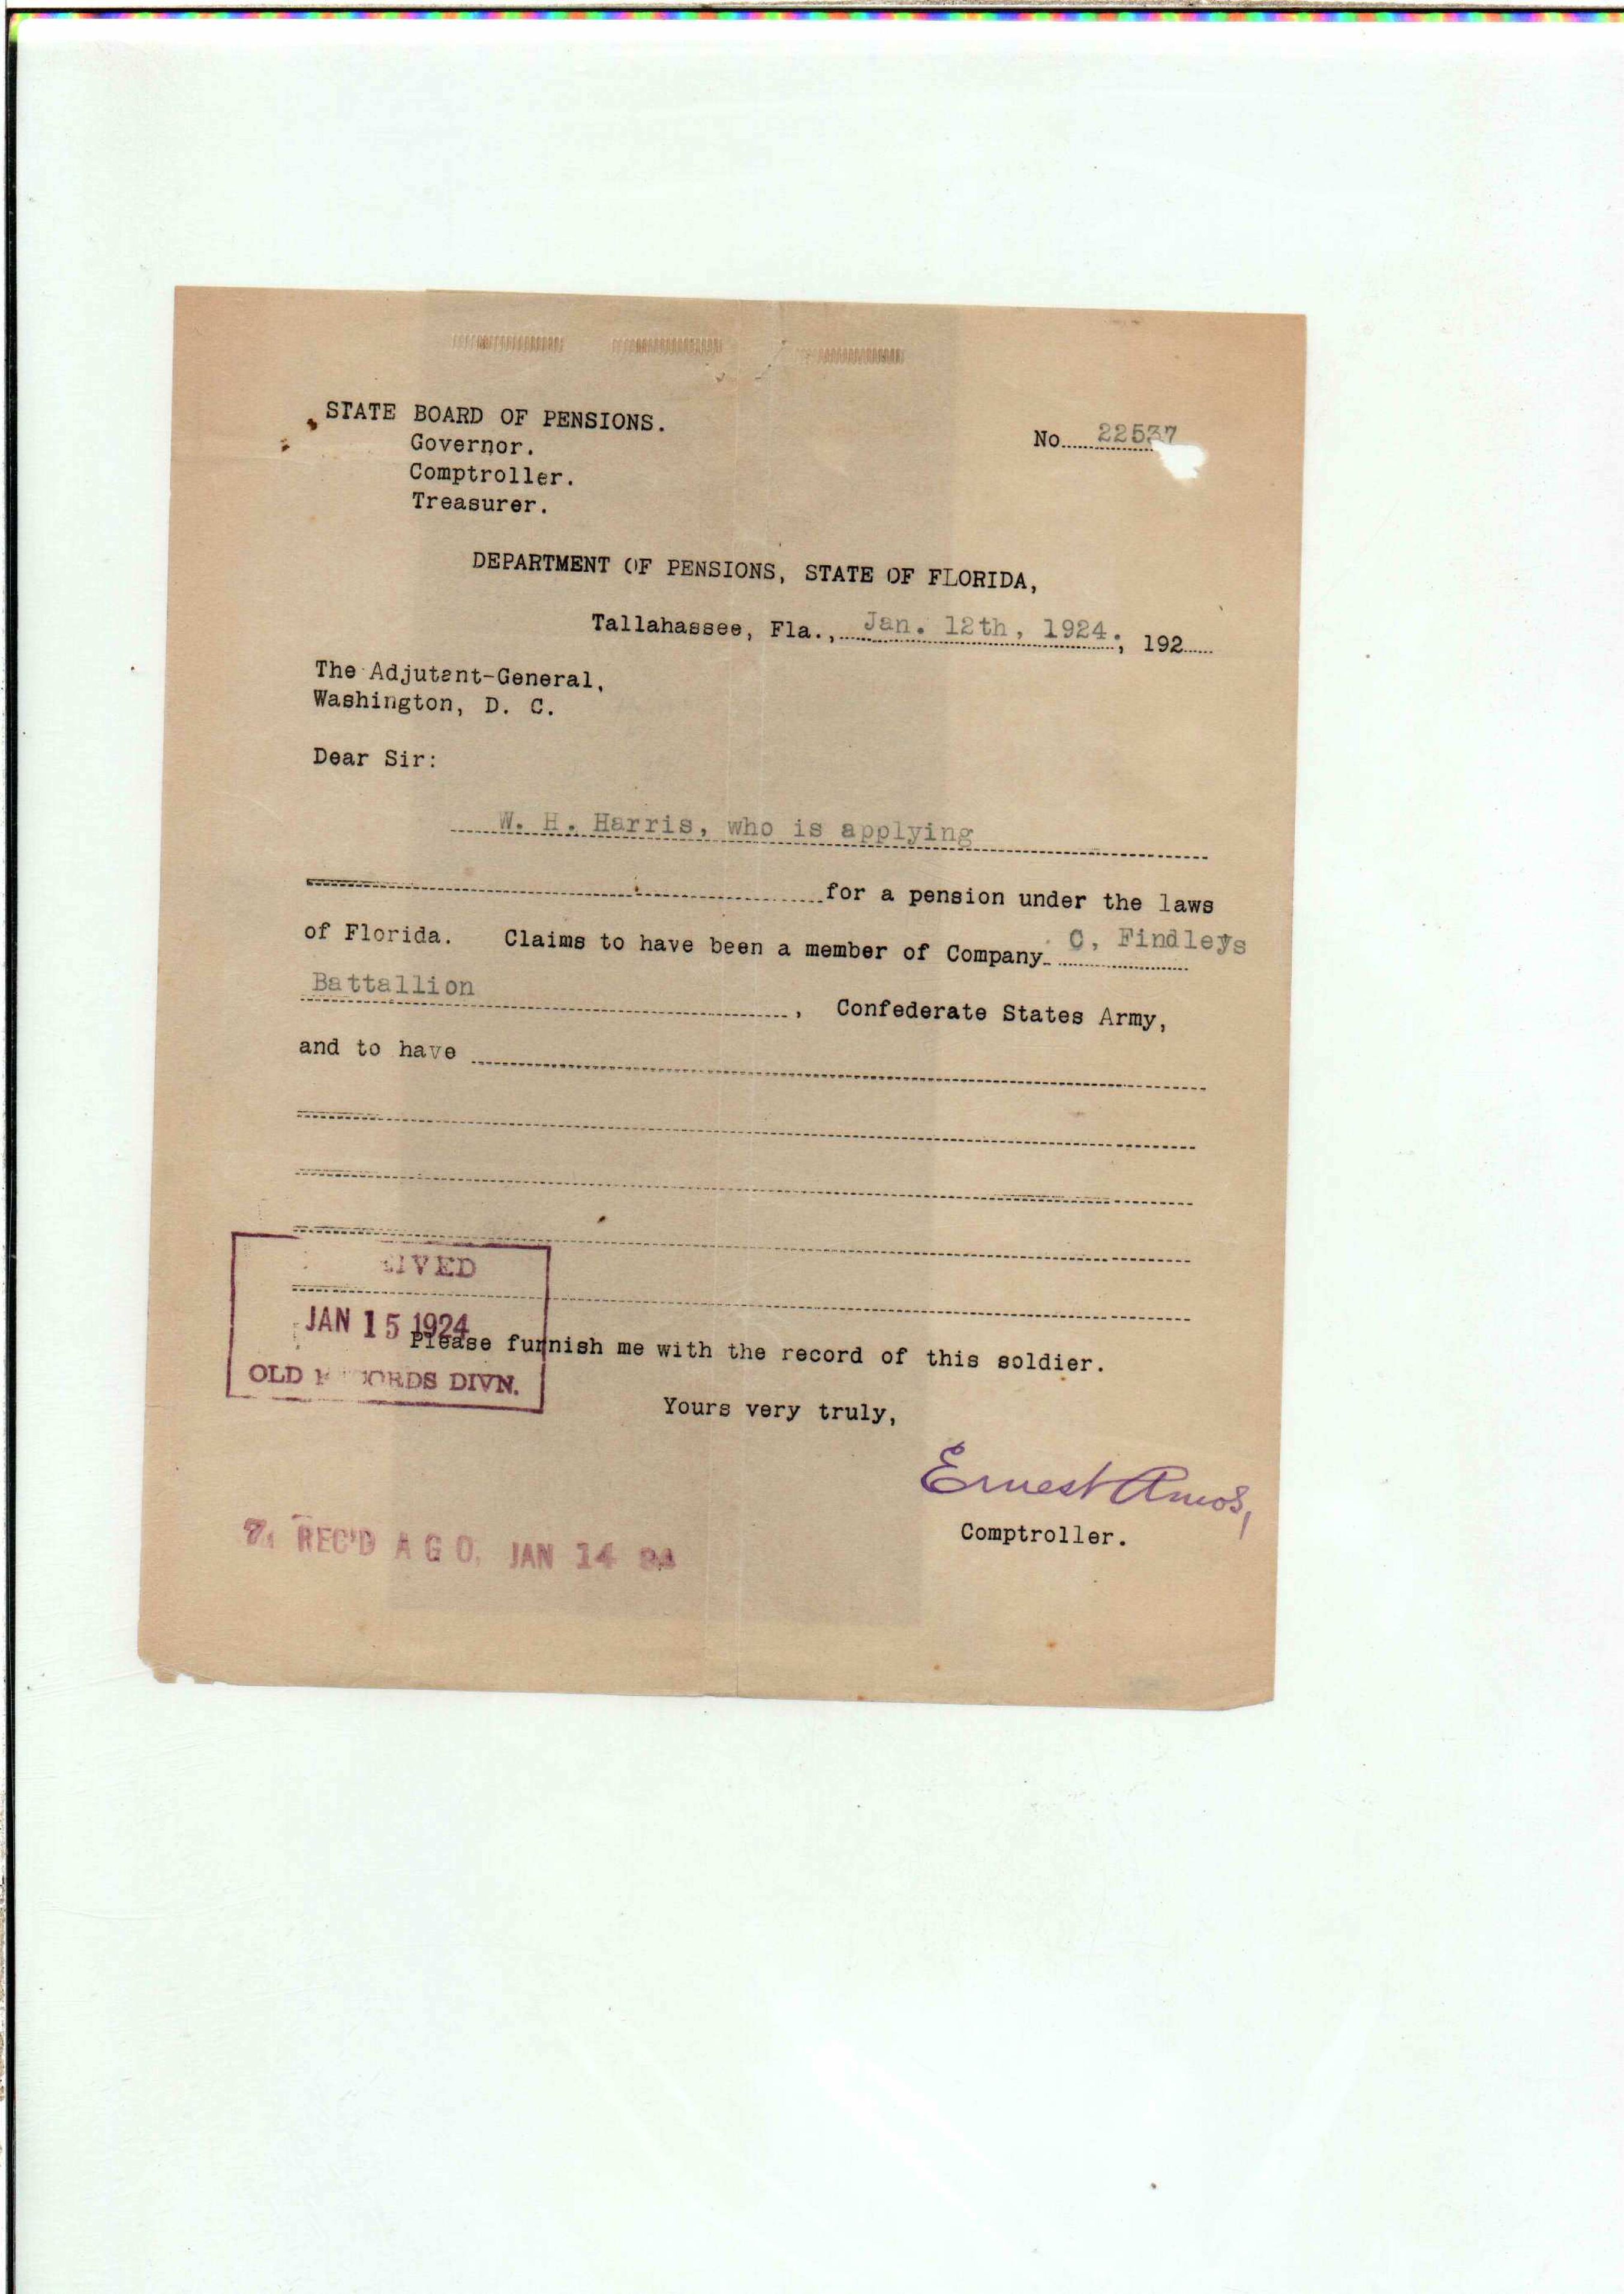 STATE BOARD OF PENSIONS.
Governor.
Comptroller.
Treasurer.
No 22537
DEPARTMENT OF PENSIONS, STATE OF FLORIDA,
Tallahassee, Fla., Jan. 12th, 1924. , 192
The Adjutant-General,
Washington, D. C.
Dear Sir:
W. H. Harris, who is applying
for a pension under the laws
of Florida. Claims to have been a member of Company C, Findleys
Battallion , Confederate States Army,
and to have
IVED
JAN 15 1924
OLD RECORDS DIVN.
Please furnish me with the record of this soldier.
Yours very truly,
Ernest Amos,
Comptroller.
REC'D A G O, JAN 14 24